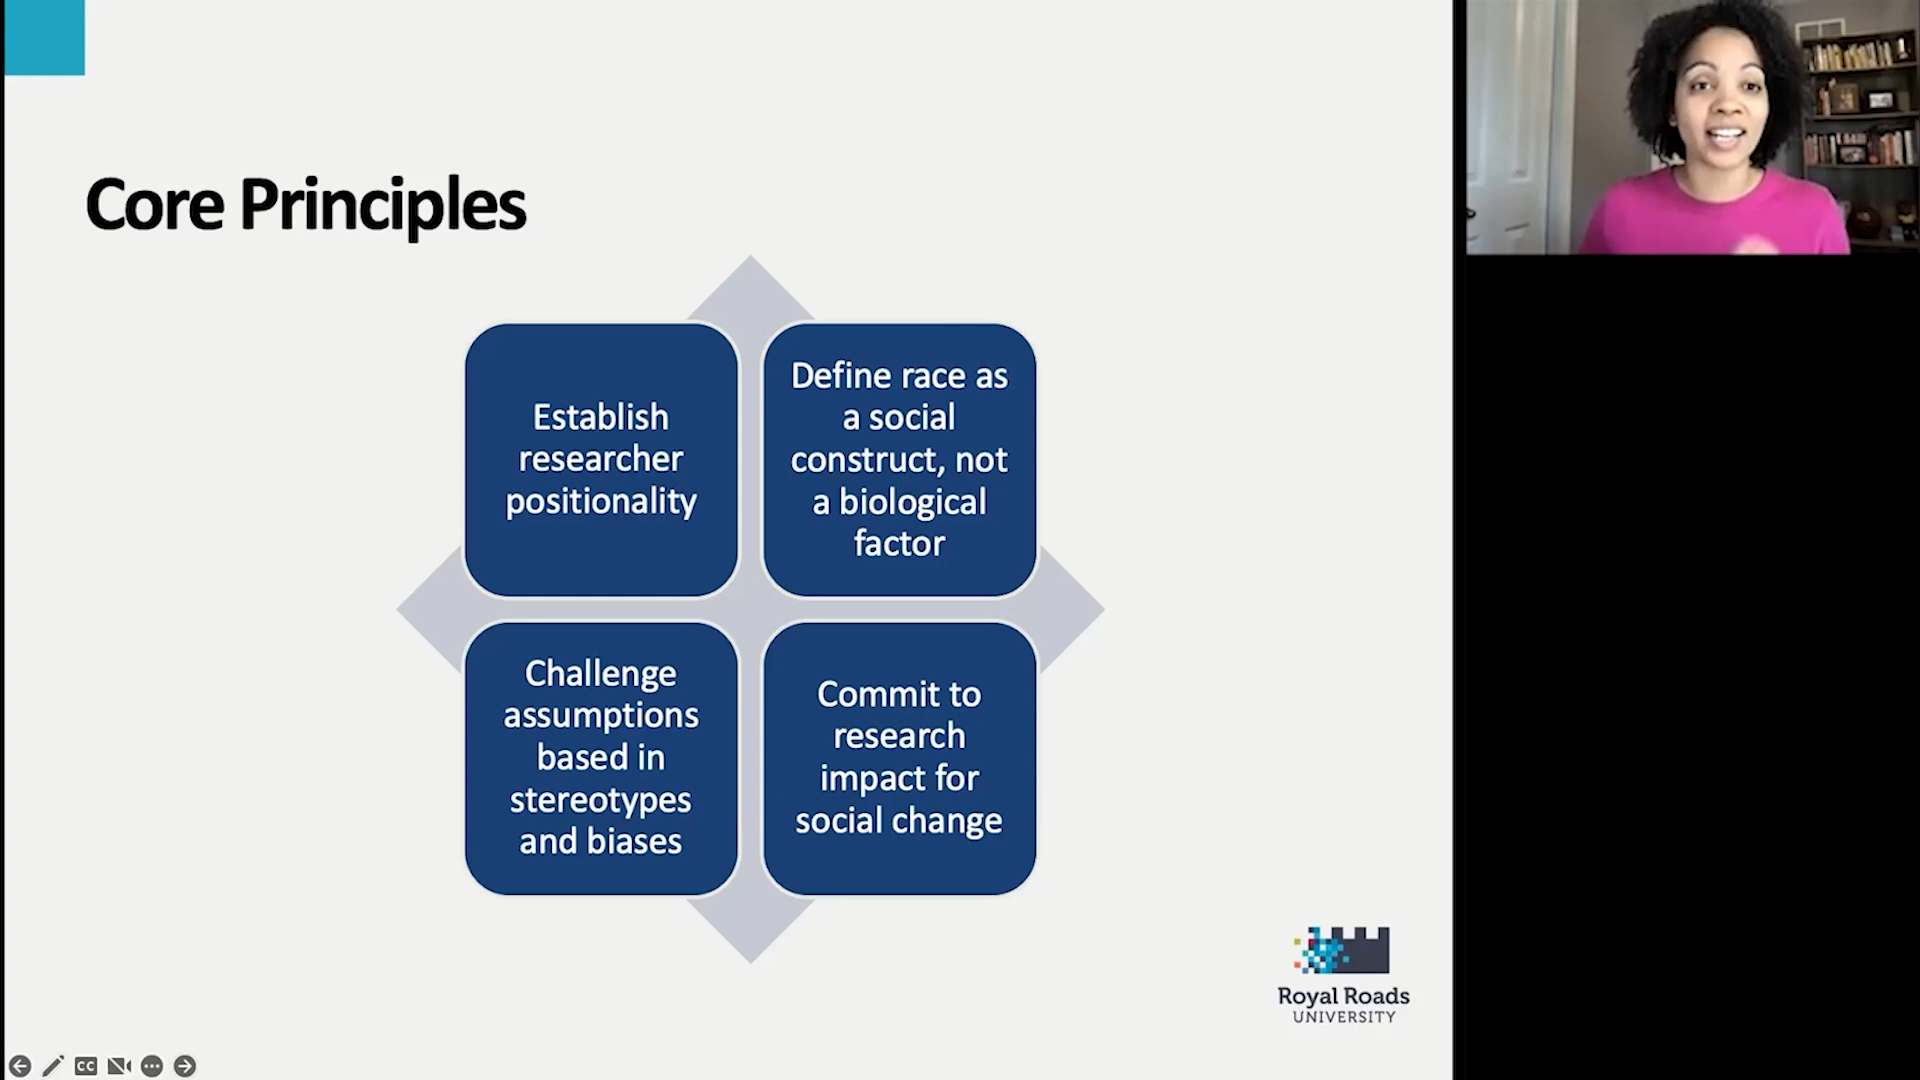 Core Principles
Establish
researcher
positionality
Define race as
a social
construct, not
a biological
factor
Challenge
assumptions
based in
stereotypes
and biases
Commit to
research
impact for
social change
Royal Roads
UNIVERSITY
CC